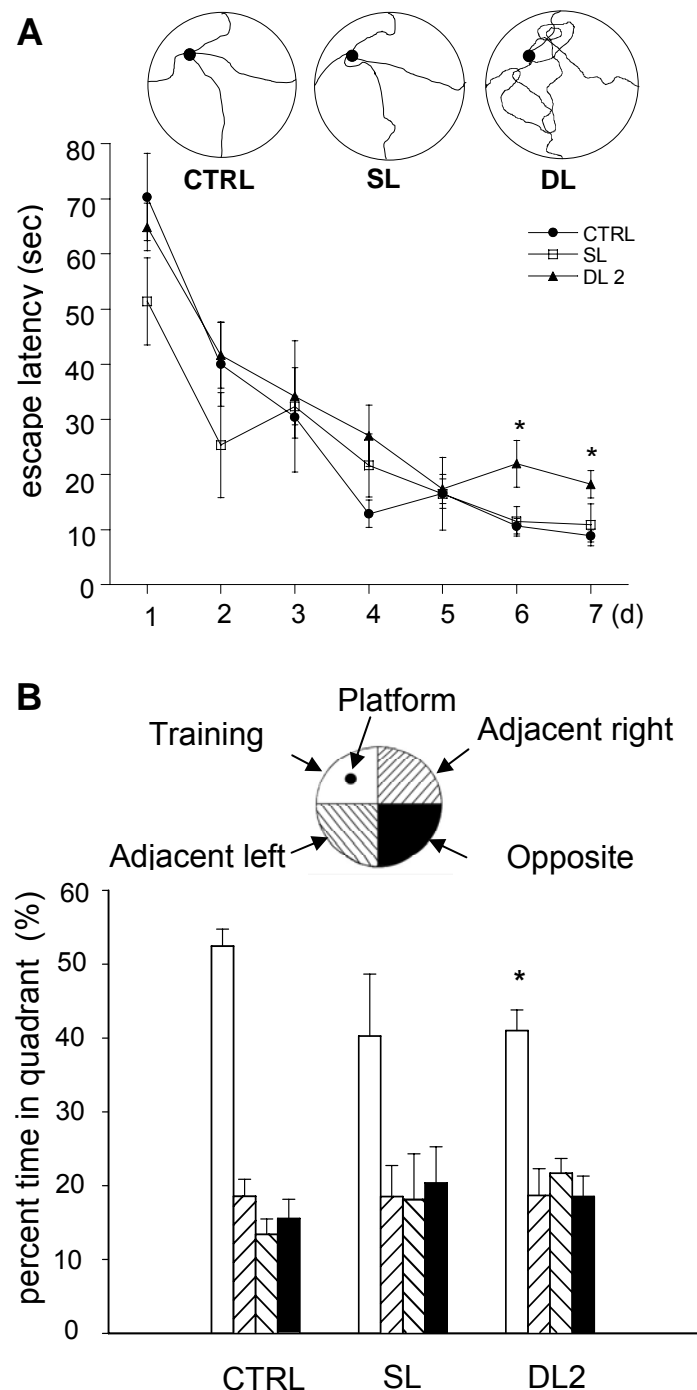 A
CTRL SL DL
escape latency (sec)
80
70
60
50
40
30
20
10
0
CTRL
SL
DL 2
* *
1 2 3 4 5 6 7 (d)
B
Platform
Training
Adjacent right
Adjacent left
Opposite
percent time in quadrant (%)
60
50
40
30
20
10
0
*
CTRL SL DL2